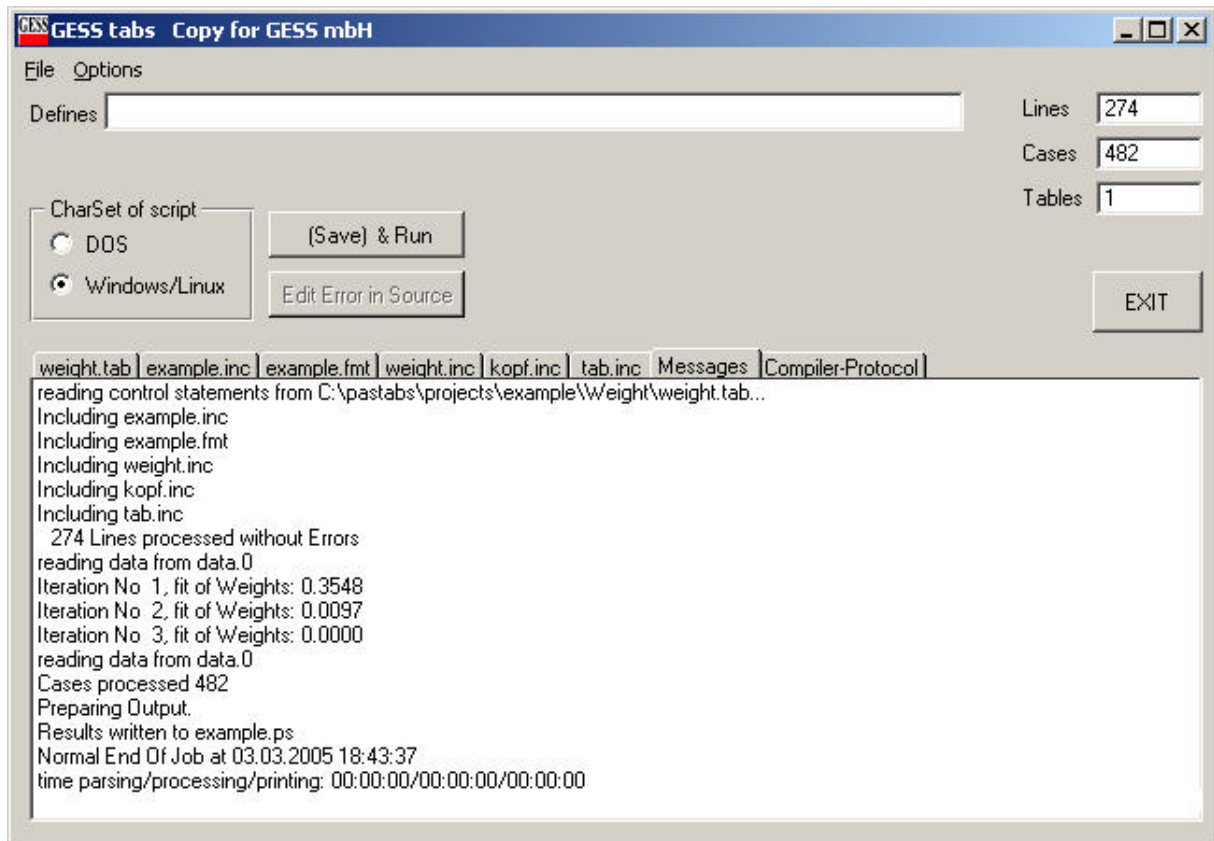 GESS GESS tabs Copy for GESS mbH
File Options
Defines
Lines 274
Cases 482
Tables 1
CharSet of script
DOS
Windows/Linux
(Save) & Run
Edit Error in Source
EXIT
weight.tab example.inc example.fmt weight.inc kopf.inc tab.inc Messages Compiler-Protocol
reading control statements from C:\pastabs\projects\example\Weight\weight.tab...
Including example.inc
Including example.fmt
Including weight.inc
Including kopf.inc
Including tab.inc
274 Lines processed without Errors
reading data from data.0
Iteration No 1, fit of Weights: 0.3548
Iteration No 2, fit of Weights: 0.0097
Iteration No 3, fit of Weights: 0.0000
reading data from data.0
Cases processed 482
Preparing Output.
Results written to example.ps
Normal End Of Job at 03.03.2005 18:43:37
time parsing/processing/printing: 00:00:00/00:00:00/00:00:00